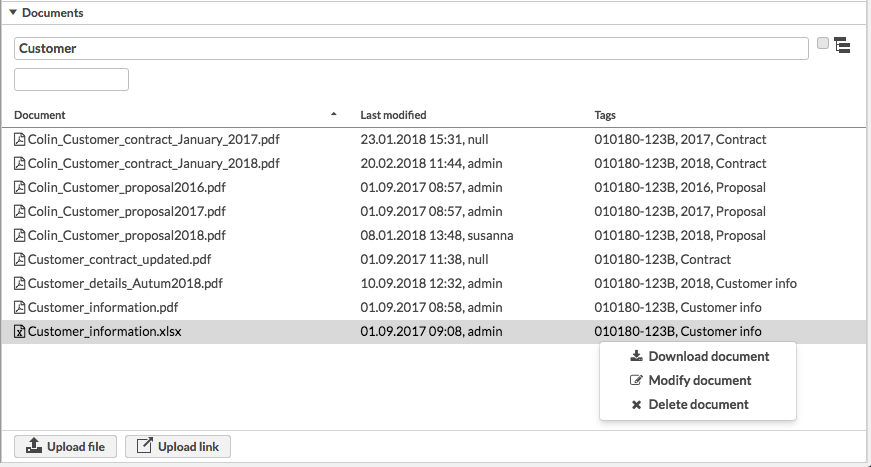 Documents
Customer
Document Last modified Tags
Colin_Customer_contract_January_2017.pdf 23.01.2018 15:31, null 010180-123B, 2017, Contract
Colin_Customer_contract_January_2018.pdf 20.02.2018 11:44, admin 010180-123B, 2018, Contract
Colin_Customer_proposal2016.pdf 01.09.2017 08:57, admin 010180-123B, 2016, Proposal
Colin_Customer_proposal2017.pdf 01.09.2017 08:57, admin 010180-123B, 2017, Proposal
Colin_Customer_proposal2018.pdf 08.01.2018 13:48, susanna 010180-123B, 2018, Proposal
Customer_contract_updated.pdf 01.09.2017 11:38, null 010180-123B, Contract
Customer_details_Autum2018.pdf 10.09.2018 12:32, admin 010180-123B, 2018, Customer info
Customer_information.pdf 01.09.2017 08:58, admin 010180-123B, Customer info
Customer_information.xlsx 01.09.2017 09:08, admin 010180-123B, Customer info
Download document
Modify document
Delete document
Upload file Upload link